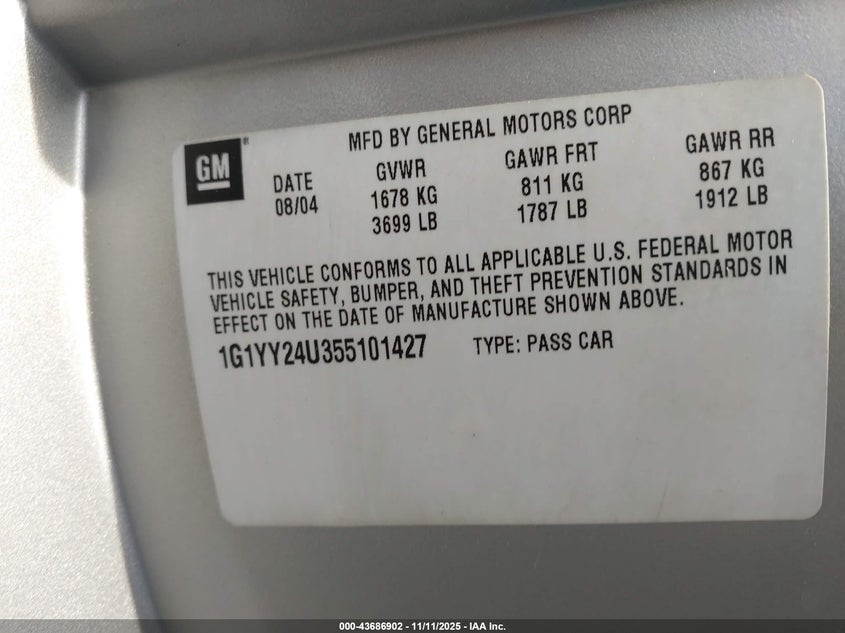 MFD BY GENERAL MOTORS CORP
GM®
DATE GVWR GAWR FRT GAWR RR
08/04 1678 KG 811 KG 867 KG
3699 LB 1787 LB 1912 LB
THIS VEHICLE CONFORMS TO ALL APPLICABLE U.S. FEDERAL MOTOR
VEHICLE SAFETY, BUMPER, AND THEFT PREVENTION STANDARDS IN
EFFECT ON THE DATE OF MANUFACTURE SHOWN ABOVE.
1G1YY24U355101427 TYPE: PASS CAR
000-43686902 - 11/11/2025 - IAA Inc.